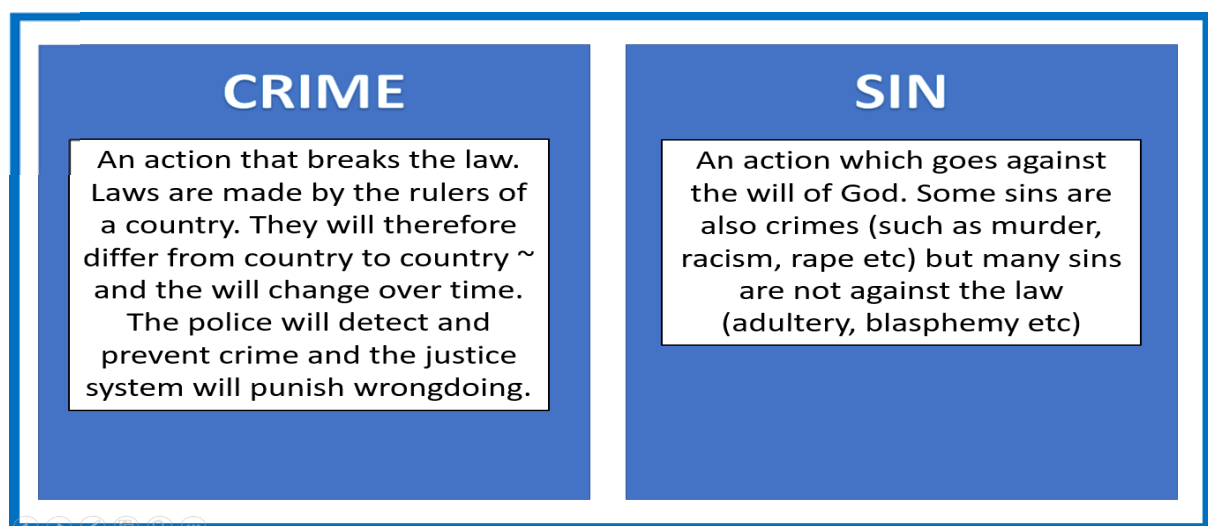 CRIME
An action that breaks the law.
Laws are made by the rulers of
a country. They will therefore
differ from country to country ~
and the will change over time.
The police will detect and
prevent crime and the justice
system will punish wrongdoing.
SIN
An action which goes against
the will of God. Some sins are
also crimes (such as murder,
racism, rape etc) but many sins
are not against the law
(adultery, blasphemy etc)